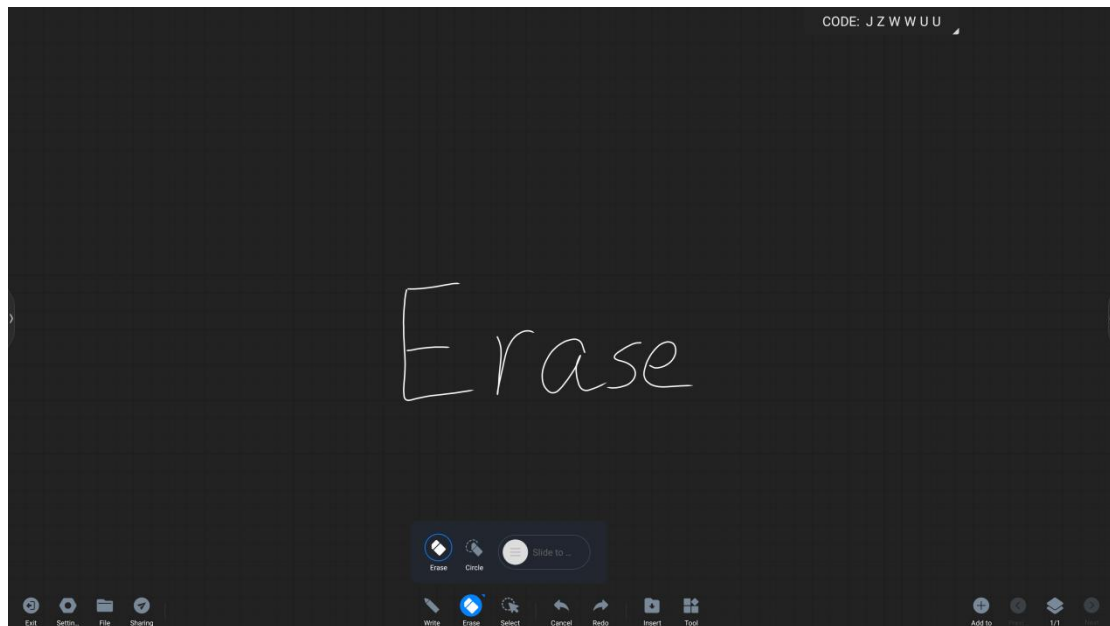 CODE: J Z W W U U
Erase
Erase Circle Slide to ...
Exit Settin... File Sharing Write Erase Select Cancel Redo Insert Tool Add to 1/1